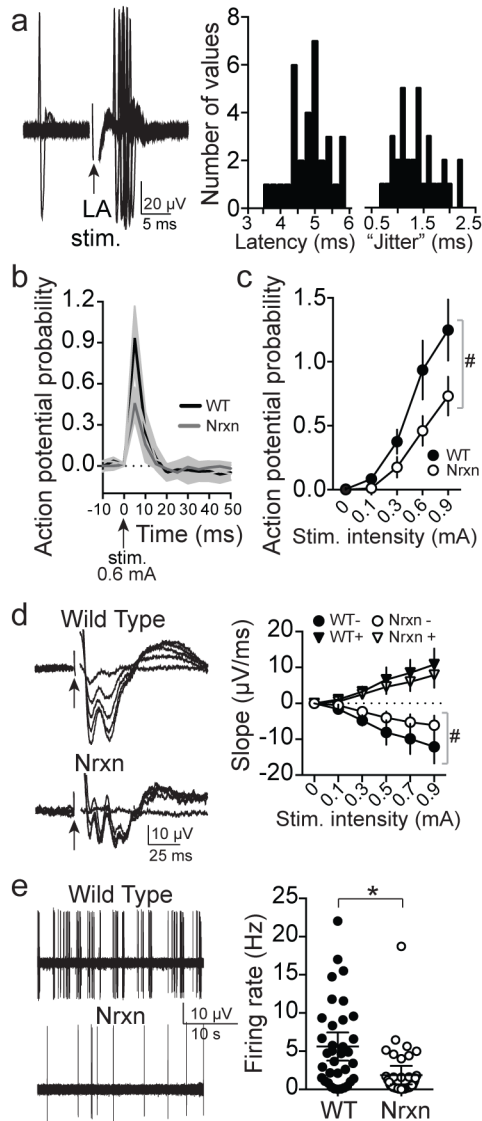 a
LA
stim.
20 µV
5 ms
Number of values
8
6
4
2
0
3 4 5 6
Latency (ms)
0.5 1.5 2.5
“Jitter” (ms)
b
Action potential probability
1.2
0.9
0.6
0.3
0.0
WT
Nrxn
-10 0 10 20 30 40 50
Time (ms)
stim.
0.6 mA
c
Action potential probability
1.5
1.0
0.5
0.0
#
WT
Nrxn
0 0.1 0.3 0.6 0.9
Stim. intensity (mA)
d
Wild Type
Nrxn
10 µV
25 ms
WT- Nrxn -
WT+ Nrxn +
Slope (µV/ms)
20
10
0
-10
-20
#
0 0.1 0.3 0.5 0.7 0.9
Stim. intensity (mA)
e
Wild Type
Nrxn
10 µV
10 s
Firing rate (Hz)
25
20
15
10
5
0
*
WT Nrxn